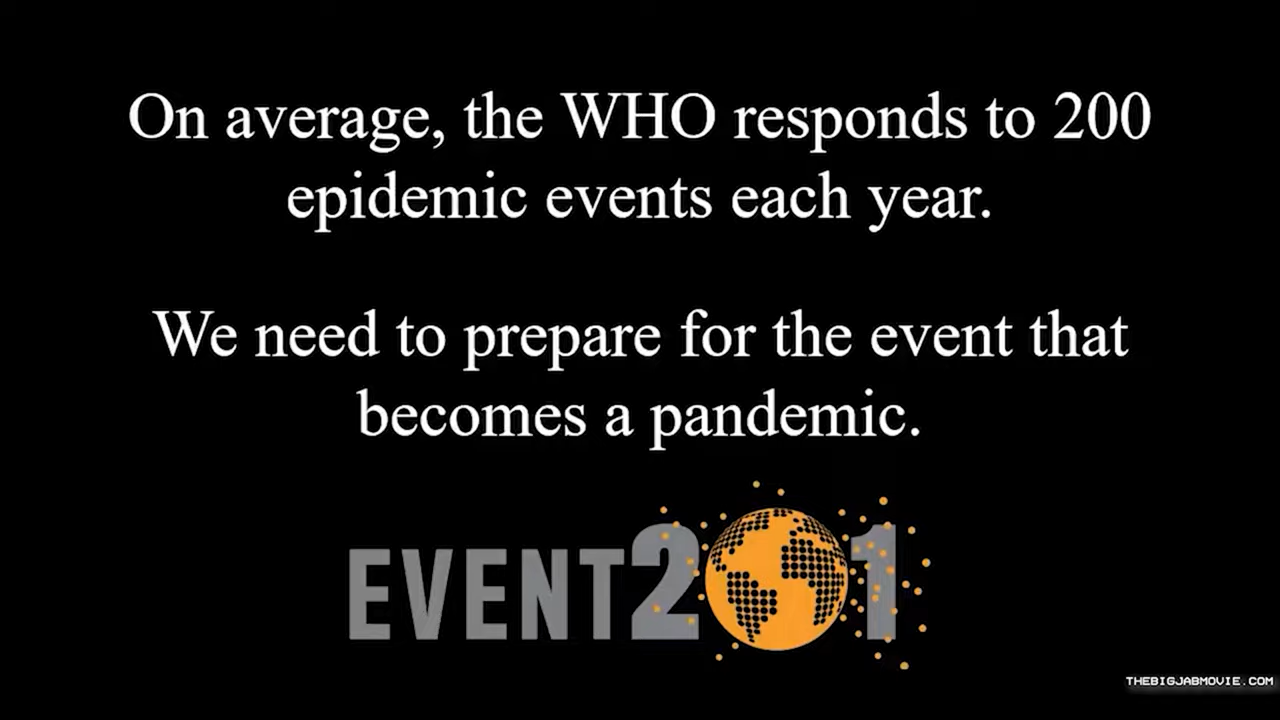 On average, the WHO responds to 200
epidemic events each year.
We need to prepare for the event that
becomes a pandemic.
EVENT201
THEBIGJABMOVIE.COM